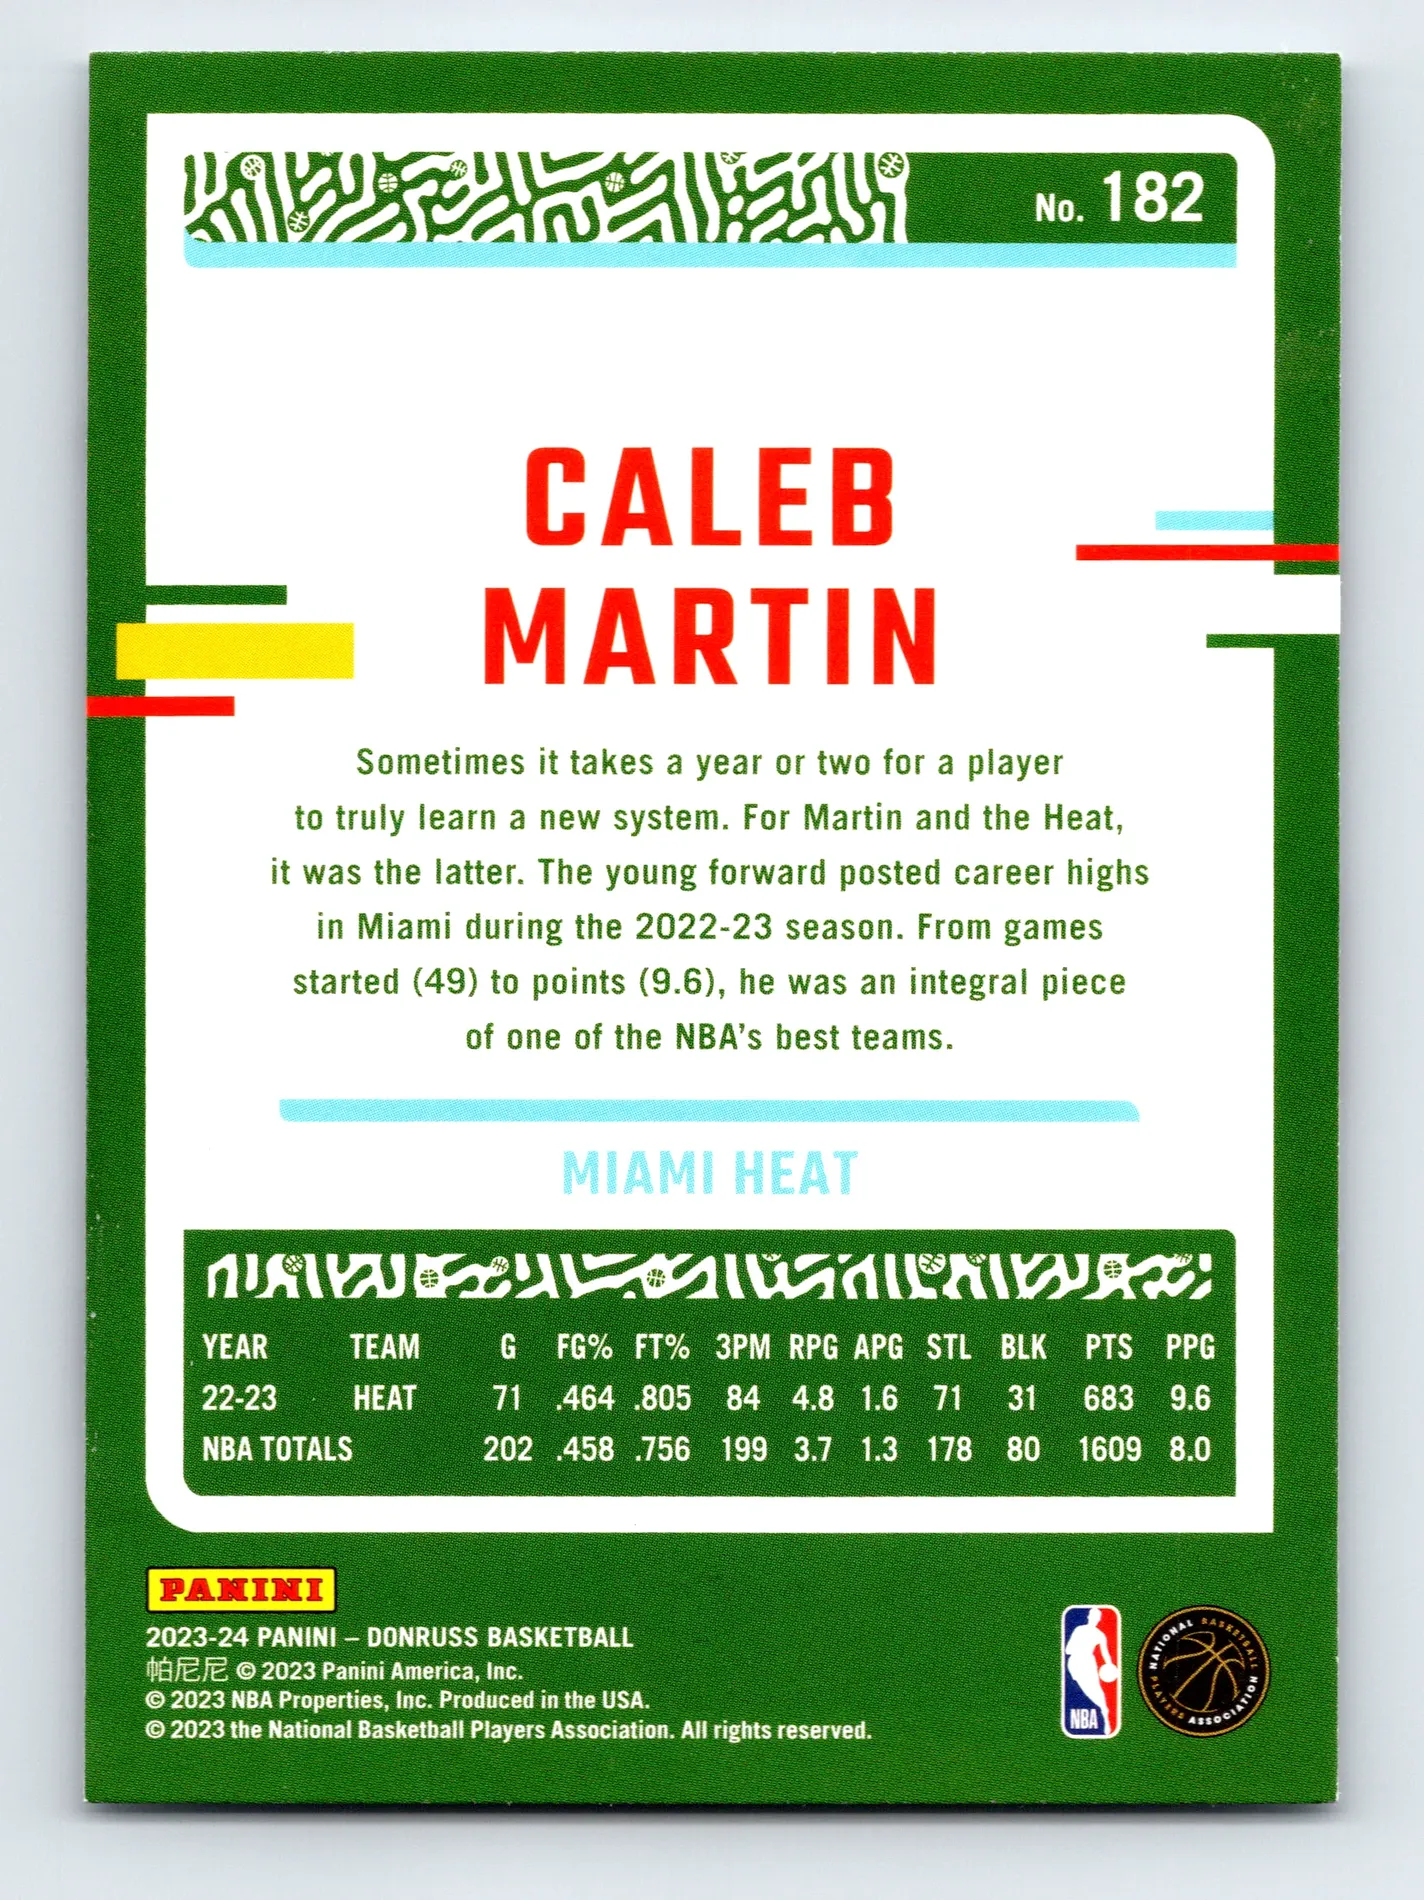 No. 182
CALEB
MARTIN
Sometimes it takes a year or two for a player
to truly learn a new system. For Martin and the Heat,
it was the latter. The young forward posted career highs
in Miami during the 2022-23 season. From games
started (49) to points (9.6), he was an integral piece
of one of the NBA's best teams.
MIAMI HEAT
YEAR TEAM G FG% FT% 3PM RPG APG STL BLK PTS PPG
22-23 HEAT 71 .464 .805 84 4.8 1.6 71 31 683 9.6
NBA TOTALS 202 .458 .756 199 3.7 1.3 178 80 1609 8.0
PANINI
2023-24 PANINI – DONRUSS BASKETBALL
帕尼尼 © 2023 Panini America, Inc.
© 2023 NBA Properties, Inc. Produced in the USA.
© 2023 the National Basketball Players Association. All rights reserved.
NBA
NATIONAL BASKETBALL
PLAYERS ASSOCIATION